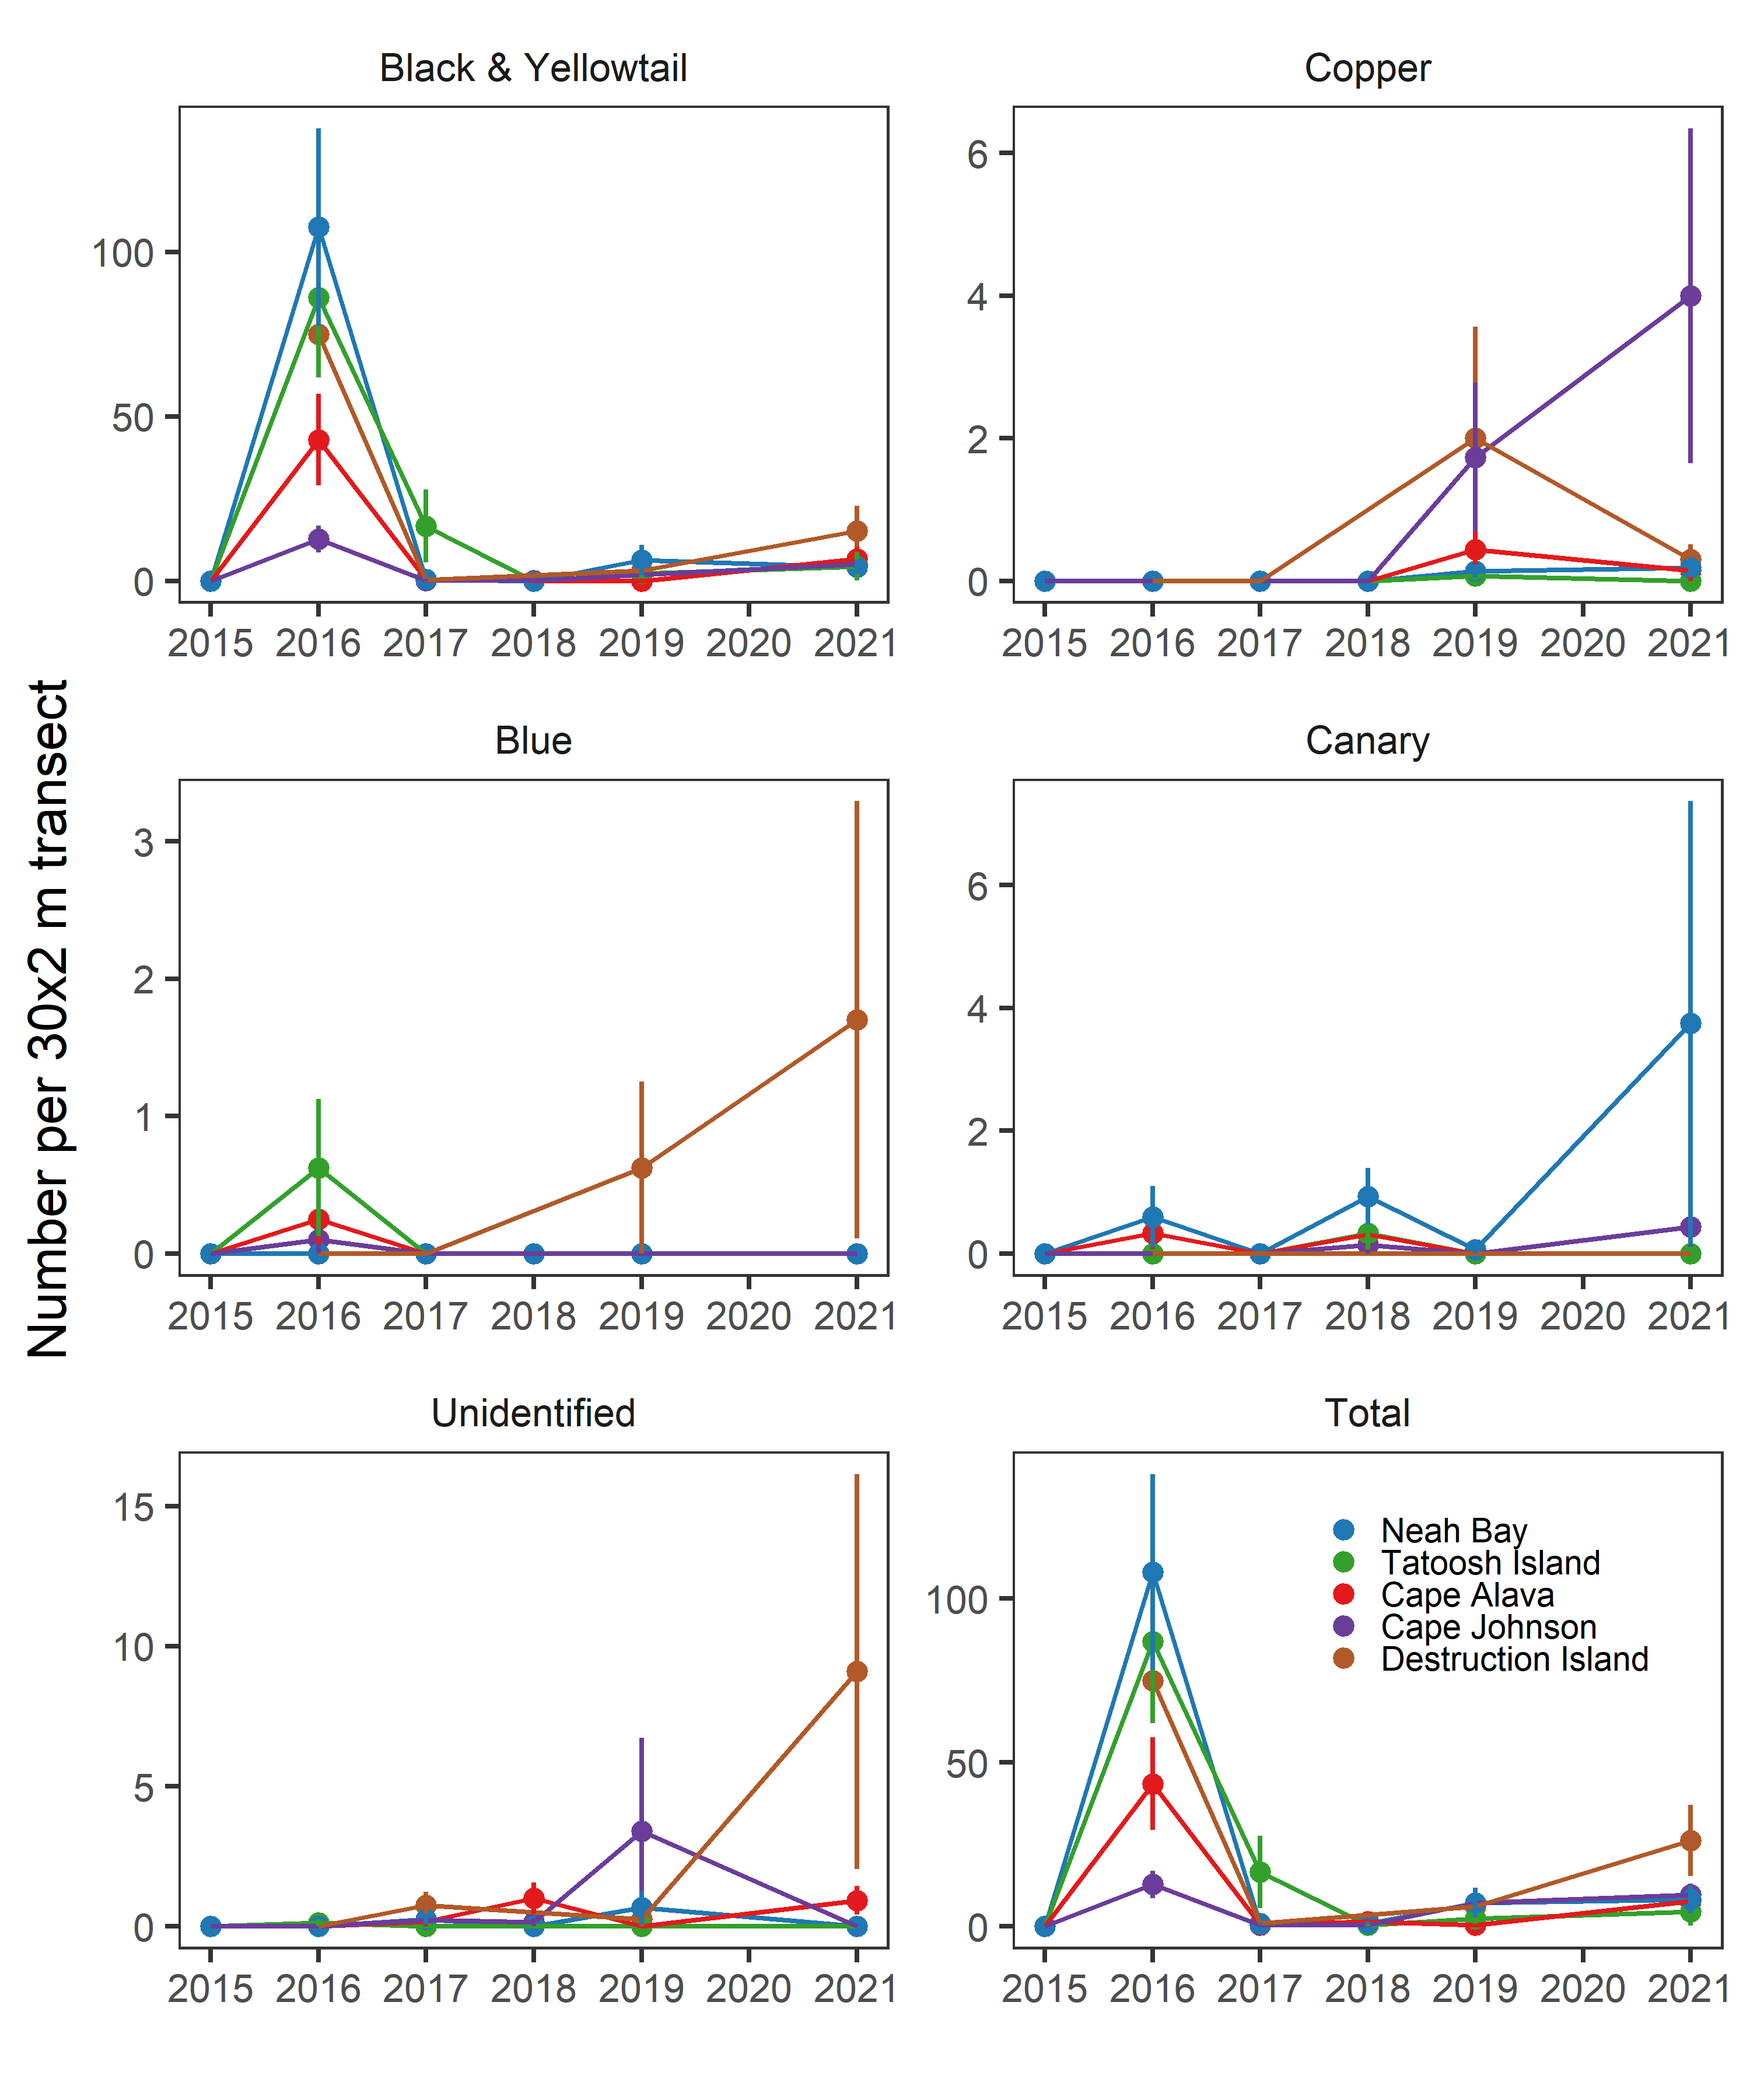 Black & Yellowtail
Copper
100
50
0
6
4
2
0
2015 2016 2017 2018 2019 2020 2021
2015 2016 2017 2018 2019 2020 2021
Number per 30x2 m transect
Blue
Canary
3
2
1
0
6
4
2
0
2015 2016 2017 2018 2019 2020 2021
2015 2016 2017 2018 2019 2020 2021
Unidentified
Total
15
10
5
0
100
50
0
Neah Bay
Tatoosh Island
Cape Alava
Cape Johnson
Destruction Island
2015 2016 2017 2018 2019 2020 2021
2015 2016 2017 2018 2019 2020 2021